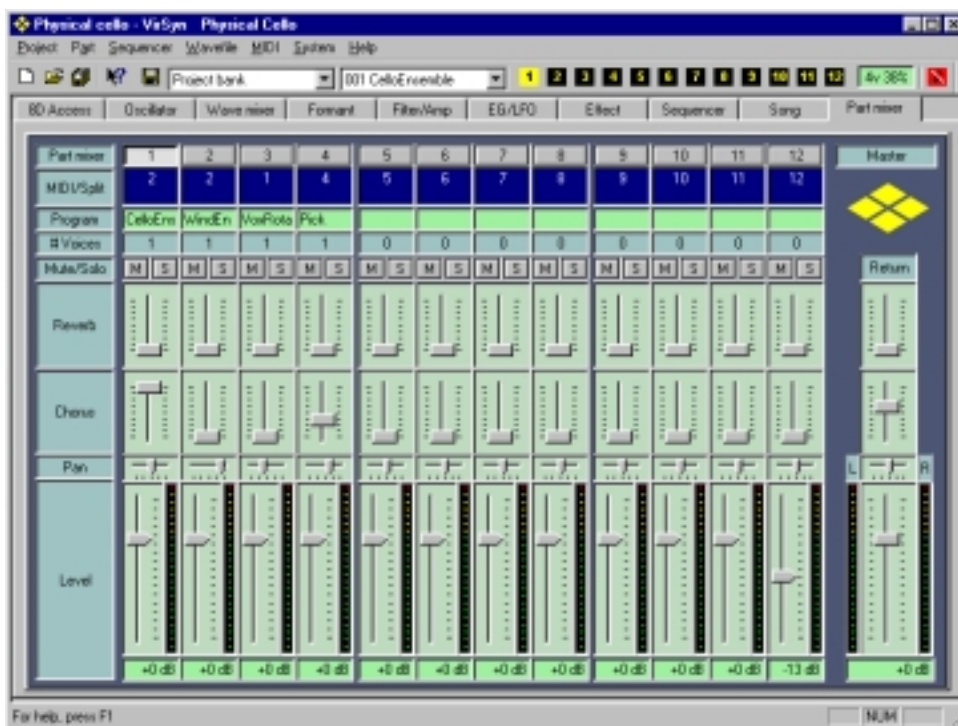 Physical cello - VirSyn Physical Cello
Project Part Sequencer Wavefile MIDI System Help
Project bank 001 CelloEnsemble 1 2 3 4 5 6 7 8 9 10 11 12 4v 36%
8D Access Oscillator Wave mixer Formant Filter/Amp EG/LFO Effect Sequencer Song Part mixer
Part mixer 1 2 3 4 5 6 7 8 9 10 11 12 Master
MIDI/Split 2 2 1 4 5 6 7 8 9 10 11 12
Program CelloEns WindEn VoxRota Pick
# Voices 1 1 1 1 0 0 0 0 0 0 0 0
Mute/Solo M S M S M S M S M S M S M S M S M S M S M S M S Return
Reverb
Chorus
Pan L R
Level
+0 dB +0 dB +0 dB +0 dB +0 dB +0 dB +0 dB +0 dB +0 dB +0 dB +0 dB -13 dB +0 dB
For help, press F1 NUM